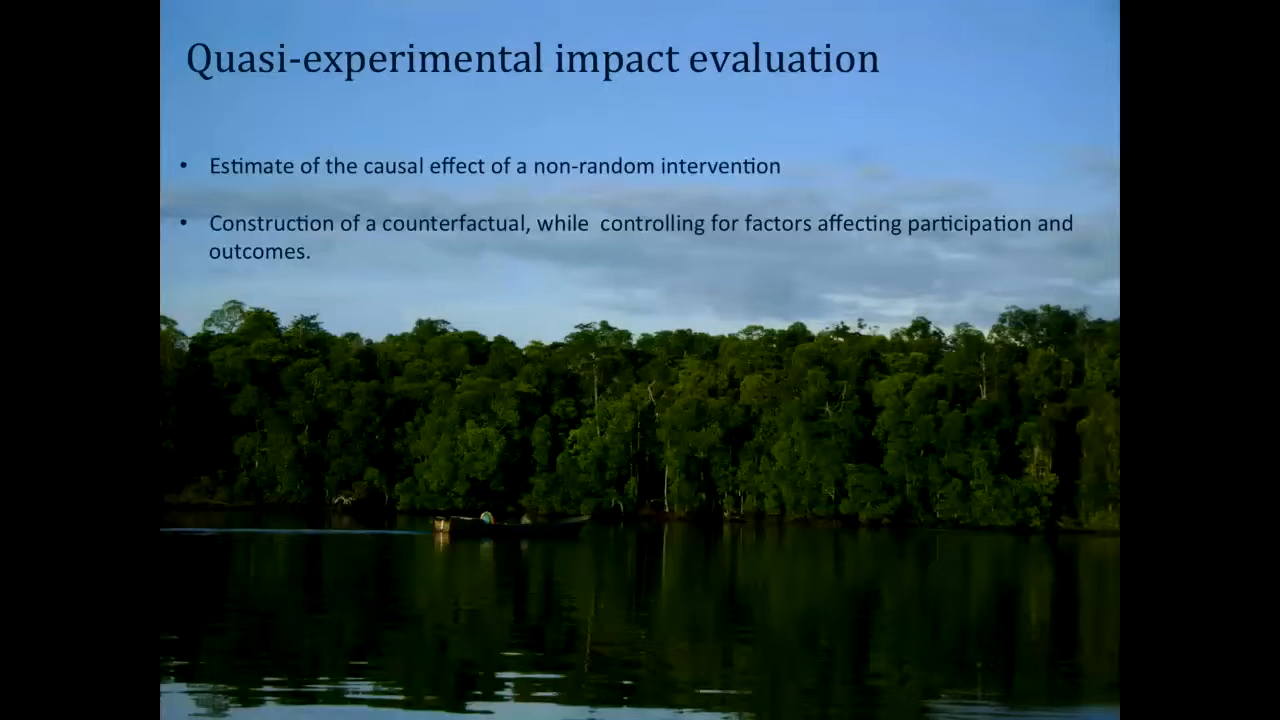 Quasi-experimental impact evaluation
• Estimate of the causal effect of a non-random intervention
• Construction of a counterfactual, while  controlling for factors affecting participation and
outcomes.